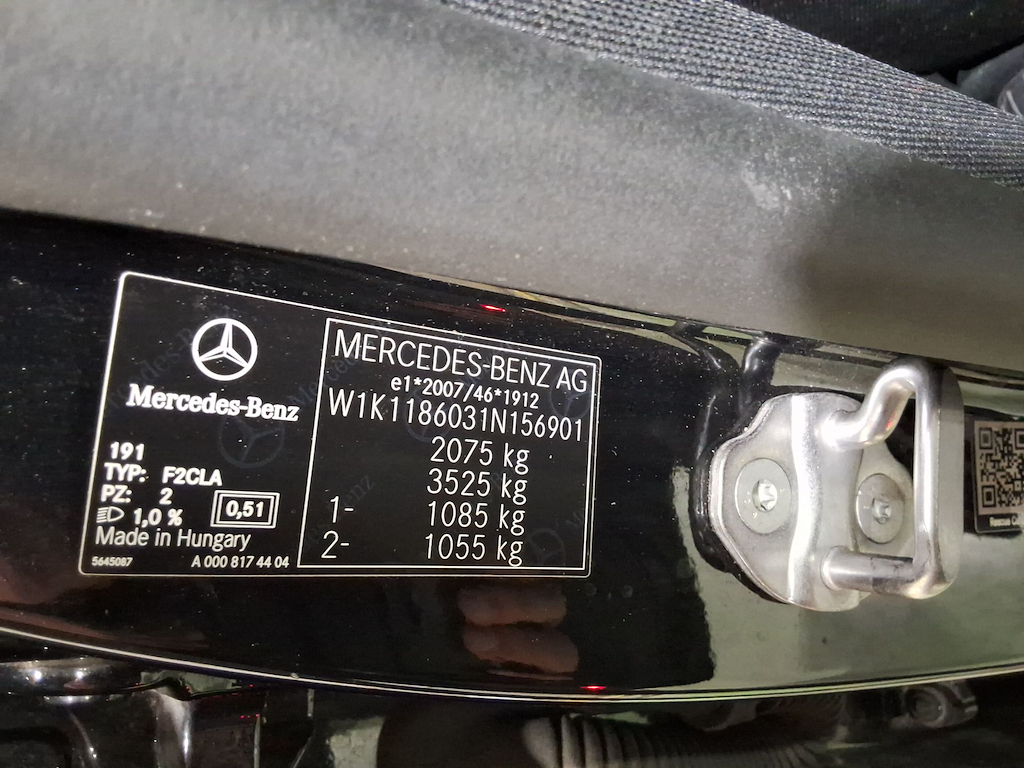 Mercedes-Benz
191
TYP: F2CLA
PZ: 2
1,0 %
0,51
Made in Hungary
5645087 A 000 817 44 04
MERCEDES-BENZ AG
e1*2007/46*1912
W1K1186031N156901
2075 kg
3525 kg
1- 1085 kg
2- 1055 kg